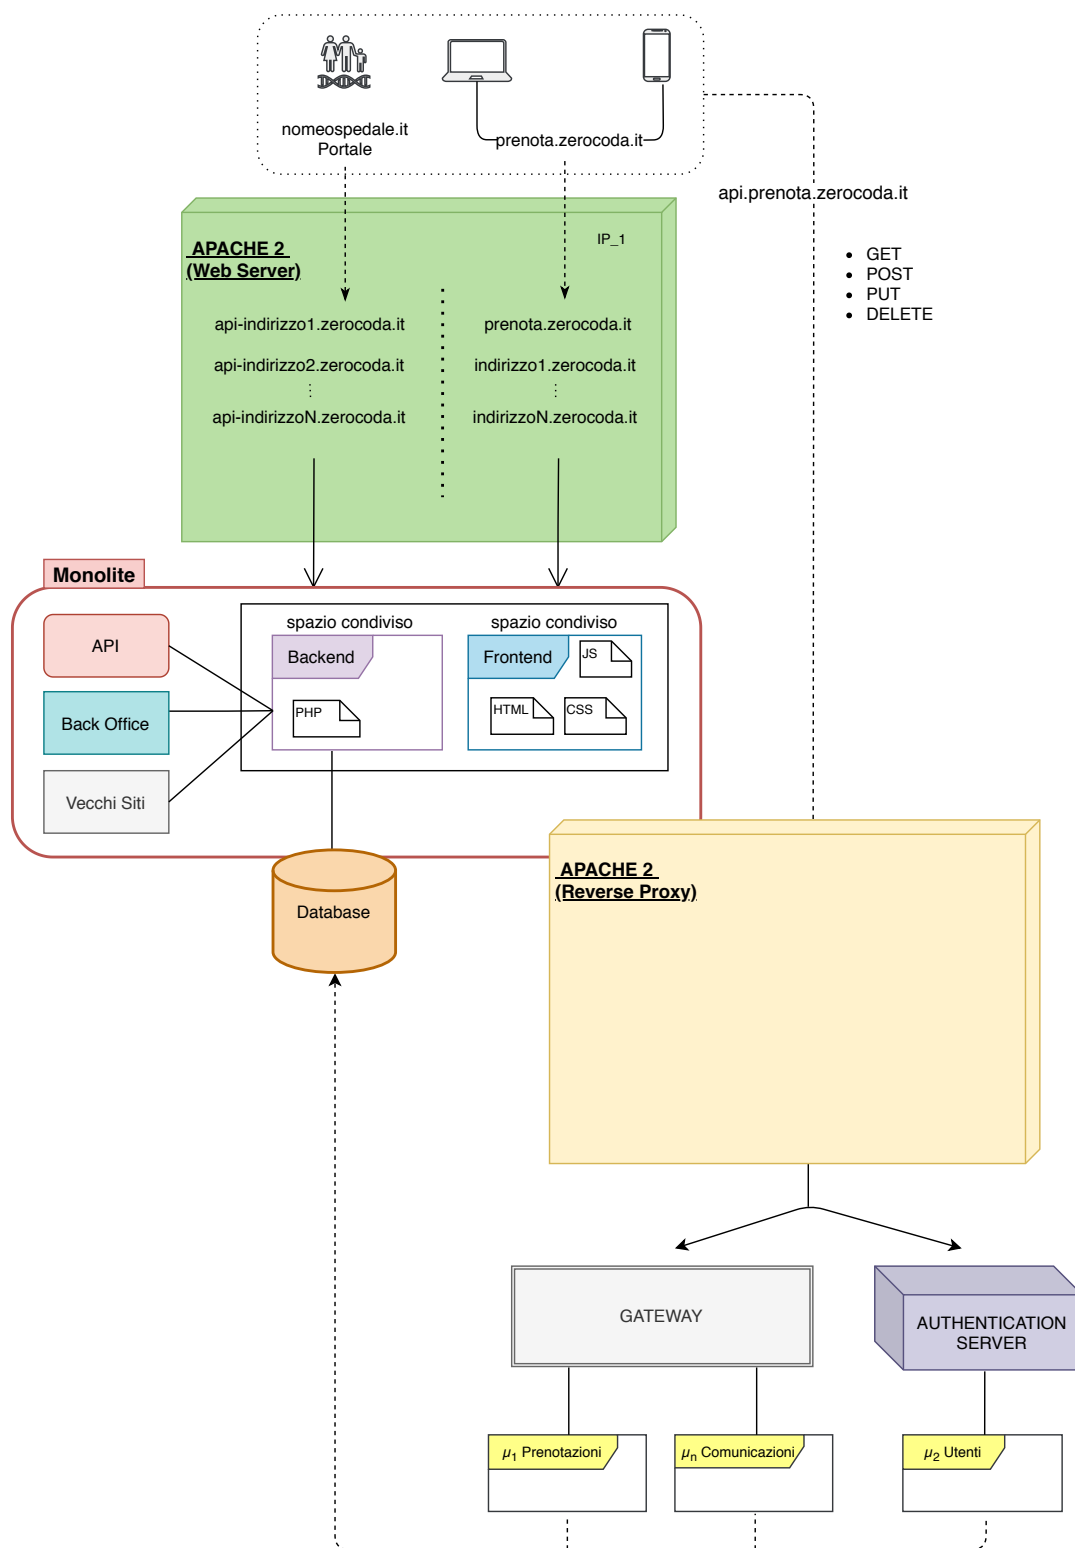 nomeospedale.it
Portale
prenota.zerocoda.it
api.prenota.zerocoda.it
• GET
• POST
• PUT
• DELETE
APACHE 2
(Web Server)
IP_1
api-indirizzo1.zerocoda.it
api-indirizzo2.zerocoda.it
api-indirizzoN.zerocoda.it
prenota.zerocoda.it
indirizzo1.zerocoda.it
indirizzoN.zerocoda.it
Monolite
API
Back Office
Vecchi Siti
spazio condiviso
Backend
PHP
spazio condiviso
Frontend
JS
HTML
CSS
Database
APACHE 2
(Reverse Proxy)
GATEWAY
AUTHENTICATION
SERVER
μ1 Prenotazioni
μn Comunicazioni
μ2 Utenti